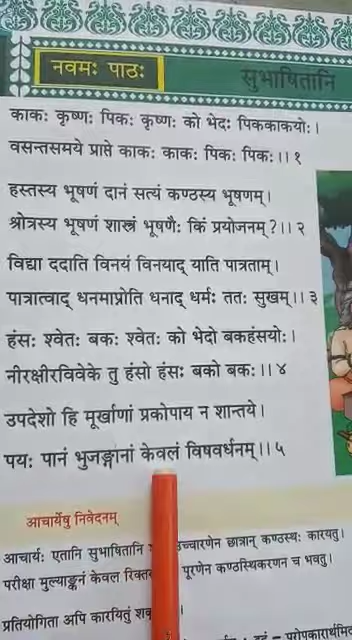 नवमः पाठः
सुभाषितानि
काकः कृष्णः पिकः कृष्णः को भेदः पिककाकयोः।
वसन्तसमये प्राप्ते काकः काकः पिकः पिकः।। १
हस्तस्य भूषणं दानं सत्यं कण्ठस्य भूषणम्।
श्रोत्रस्य भूषणं शास्त्रं भूषणैः किं प्रयोजनम्?।। २
विद्या ददाति विनयं विनयाद् याति पात्रताम्।
पात्रात्वाद् धनमाप्नोति धनाद् धर्मः ततः सुखम्।। ३
हंसः श्वेतः बकः श्वेतः को भेदो बकहंसयोः।
नीरक्षीरविवेके तु हंसो हंसः बको बकः।। ४
उपदेशो हि मूर्खाणां प्रकोपाय न शान्तये।
पयः पानं भुजङ्गानां केवलं विषवर्धनम्।। ५
आचार्येषु निवेदनम्
आचार्यः एतानि सुभाषितानि उच्चारणेन छात्रान् कण्ठस्थः कारयतु।
परीक्षा मुल्याङ्कनं केवल पूरणेन कण्ठस्थिकरणन च भवतु।
प्रतियोगिता अपि कारयितुं